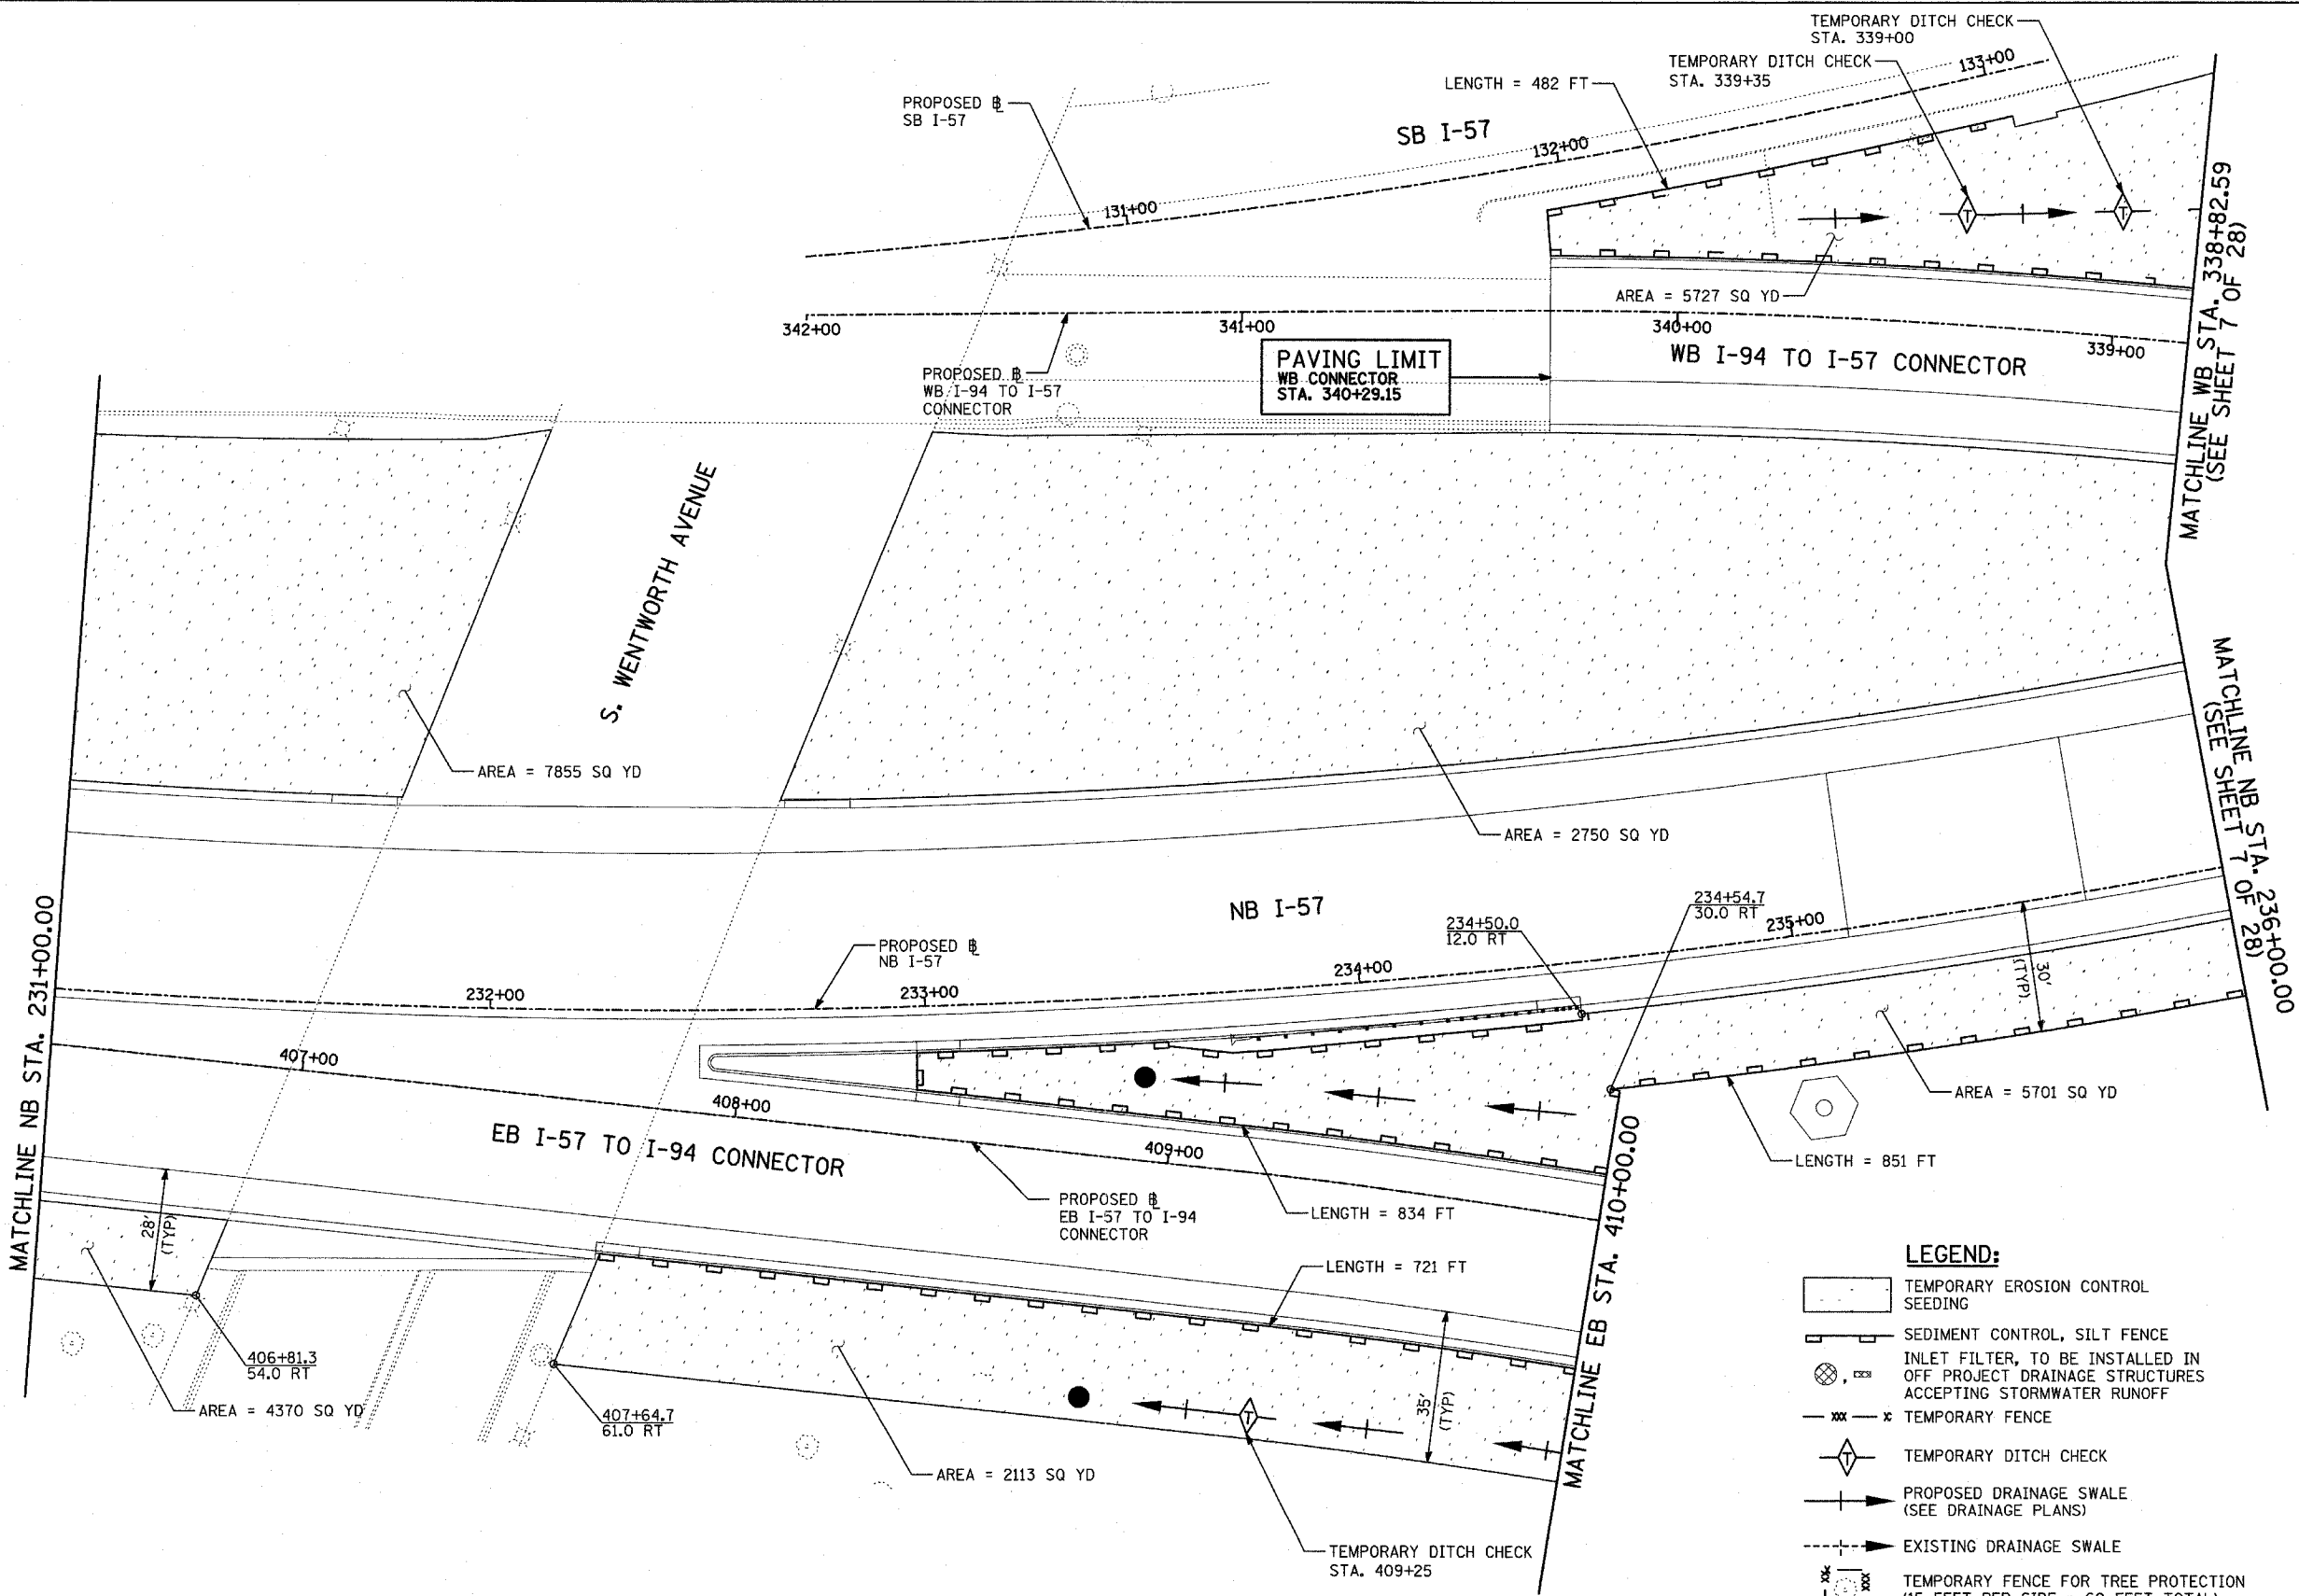 TEMPORARY DITCH CHECK
STA. 339+00
TEMPORARY DITCH CHECK
STA. 339+35
133+00
LENGTH = 482 FT
PROPOSED ⅊
SB I-57
SB I-57
132+00
131+00
MATCHLINE WB STA. 338+82.59
(SEE SHEET 7 OF 28)
AREA = 5727 SQ YD
342+00
341+00
340+00
339+00
PROPOSED ⅊
WB I-94 TO I-57
CONNECTOR
PAVING LIMIT
WB CONNECTOR
STA. 340+29.15
WB I-94 TO I-57 CONNECTOR
S. WENTWORTH AVENUE
AREA = 7855 SQ YD
AREA = 2750 SQ YD
MATCHLINE NB STA. 236+00.00
(SEE SHEET 7 OF 28)
MATCHLINE NB STA. 231+00.00
NB I-57
234+50.0
12.0 RT
234+54.7
30.0 RT
235+00
PROPOSED ⅊
NB I-57
234+00
233+00
232+00
30'
(TYP)
407+00
408+00
409+00
EB I-57 TO I-94 CONNECTOR
AREA = 5701 SQ YD
LENGTH = 851 FT
PROPOSED ⅊
EB I-57 TO I-94
CONNECTOR
LENGTH = 834 FT
28'
(TYP)
LENGTH = 721 FT
MATCHLINE EB STA. 410+00.00
406+81.3
54.0 RT
AREA = 4370 SQ YD
407+64.7
61.0 RT
35'
(TYP)
AREA = 2113 SQ YD
TEMPORARY DITCH CHECK
STA. 409+25
LEGEND:
TEMPORARY EROSION CONTROL
SEEDING
SEDIMENT CONTROL, SILT FENCE
INLET FILTER, TO BE INSTALLED IN
OFF PROJECT DRAINAGE STRUCTURES
ACCEPTING STORMWATER RUNOFF
TEMPORARY FENCE
TEMPORARY DITCH CHECK
PROPOSED DRAINAGE SWALE
(SEE DRAINAGE PLANS)
EXISTING DRAINAGE SWALE
TEMPORARY FENCE FOR TREE PROTECTION